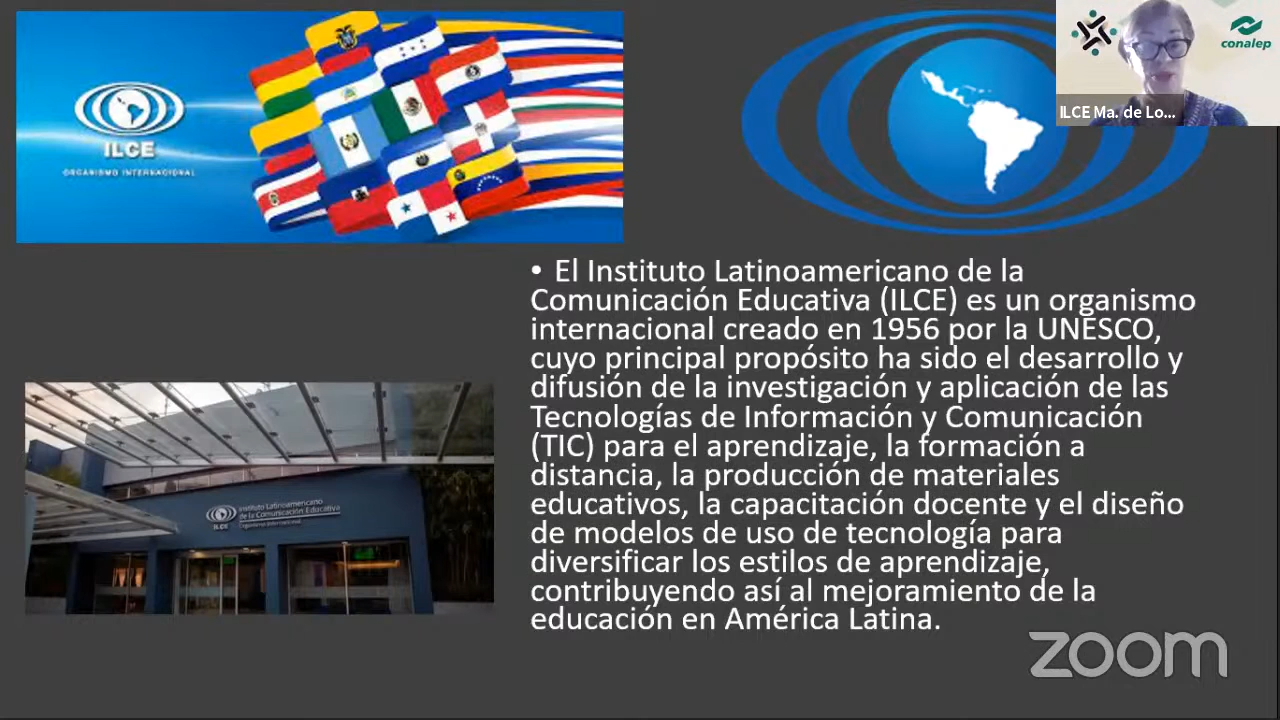 ILCE
ORGANISMO INTERNACIONAL
conalep
ILCE Ma. de Lo...
• El Instituto Latinoamericano de la
Comunicación Educativa (ILCE) es un organismo
internacional creado en 1956 por la UNESCO,
cuyo principal propósito ha sido el desarrollo y
difusión de la investigación y aplicación de las
Tecnologías de Información y Comunicación
(TIC) para el aprendizaje, la formación a
distancia, la producción de materiales
educativos, la capacitación docente y el diseño
de modelos de uso de tecnología para
diversificar los estilos de aprendizaje,
contribuyendo así al mejoramiento de la
educación en América Latina.
Instituto Latinoamericano
de la Comunicación Educativa
Organismo Internacional
ILCE
zoom